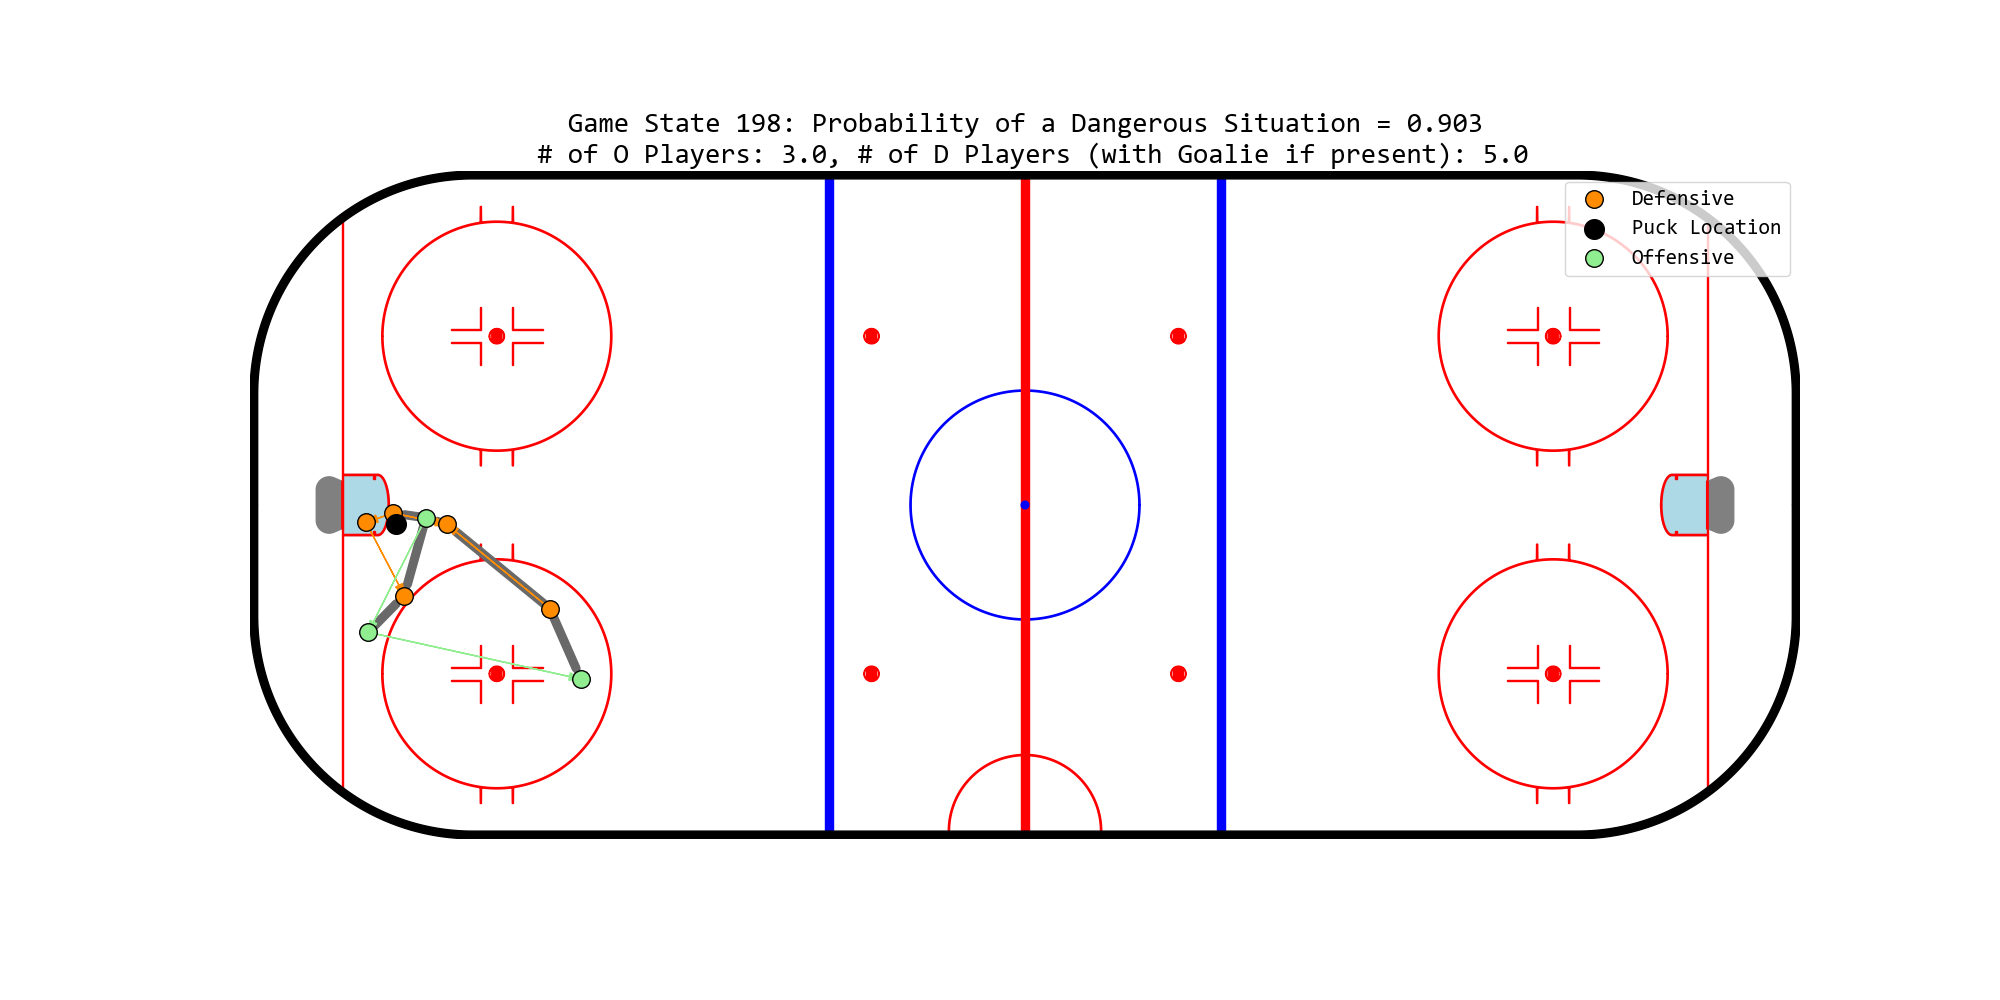 Game State 198: Probability of a Dangerous Situation = 0.903
# of O Players: 3.0, # of D Players (with Goalie if present): 5.0
Defensive
Puck Location
Offensive